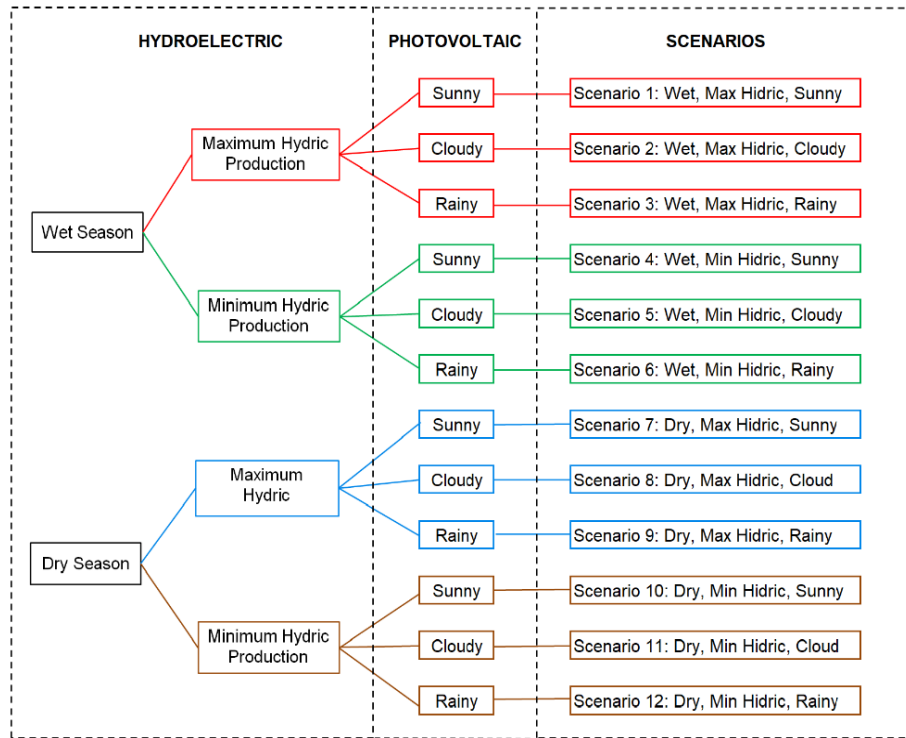 HYDROELECTRIC
PHOTOVOLTAIC
SCENARIOS
Wet Season
Maximum Hydric
Production
Sunny
Scenario 1: Wet, Max Hidric, Sunny
Cloudy
Scenario 2: Wet, Max Hidric, Cloudy
Rainy
Scenario 3: Wet, Max Hidric, Rainy
Minimum Hydric
Production
Sunny
Scenario 4: Wet, Min Hidric, Sunny
Cloudy
Scenario 5: Wet, Min Hidric, Cloudy
Rainy
Scenario 6: Wet, Min Hidric, Rainy
Dry Season
Maximum
Hydric
Sunny
Scenario 7: Dry, Max Hidric, Sunny
Cloudy
Scenario 8: Dry, Max Hidric, Cloud
Rainy
Scenario 9: Dry, Max Hidric, Rainy
Minimum Hydric
Production
Sunny
Scenario 10: Dry, Min Hidric, Sunny
Cloudy
Scenario 11: Dry, Min Hidric, Cloud
Rainy
Scenario 12: Dry, Min Hidric, Rainy